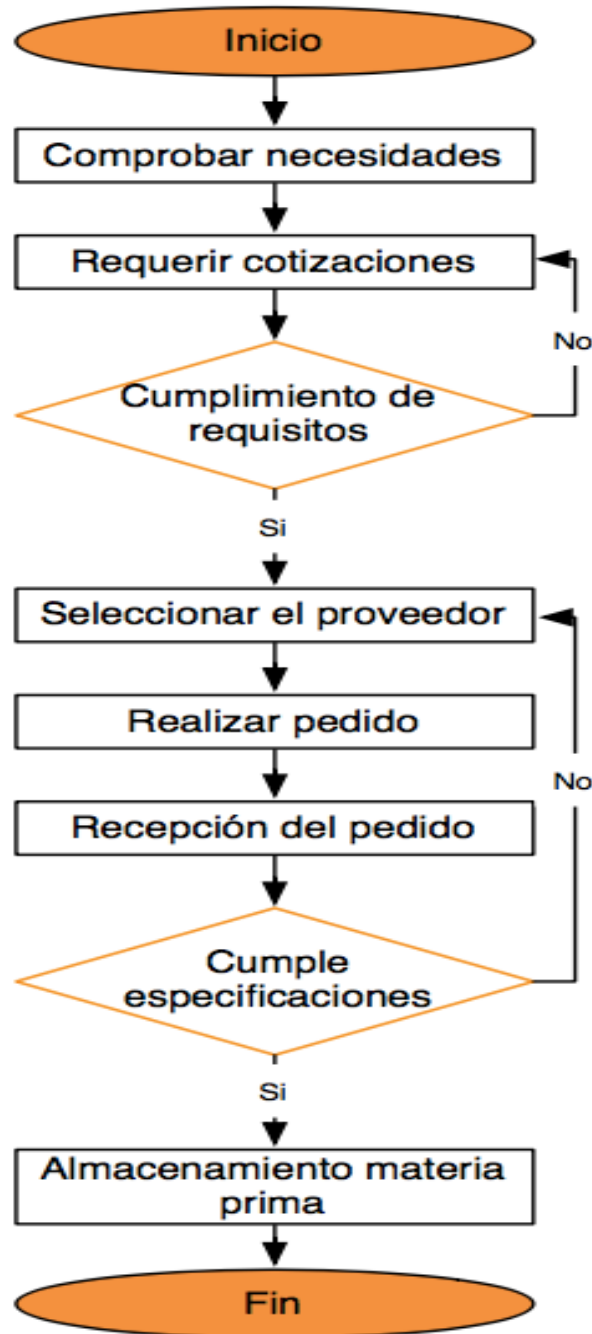 Inicio
Comprobar necesidades
Requerir cotizaciones
No
Cumplimiento de
requisitos
Si
Seleccionar el proveedor
Realizar pedido
No
Recepción del pedido
Cumple
especificaciones
Si
Almacenamiento materia
prima
Fin